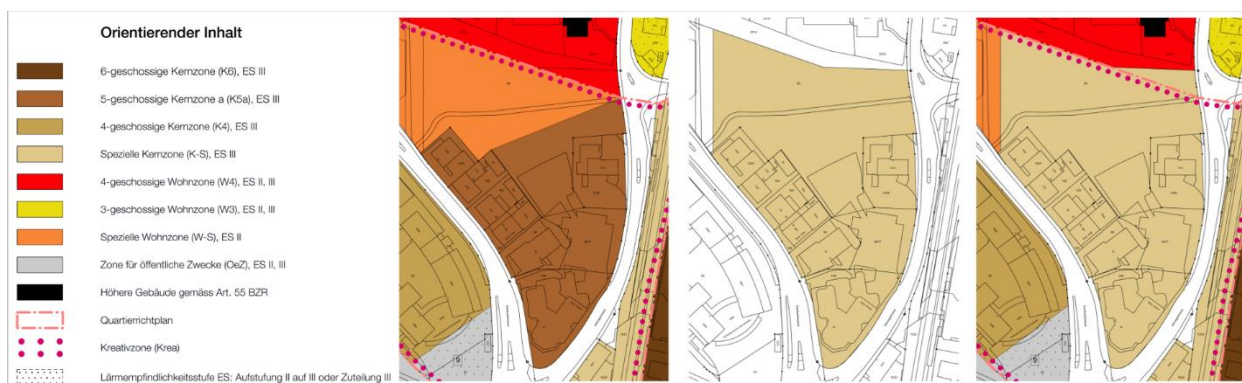 Orientierender Inhalt
6-geschossige Kernzone (K6), ES III
5-geschossige Kernzone a (K5a), ES III
4-geschossige Kernzone (K4), ES III
Spezielle Kernzone (K-S), ES III
4-geschossige Wohnzone (W4), ES II, III
3-geschossige Wohnzone (W3), ES II, III
Spezielle Wohnzone (W-S), ES II
Zone für öffentliche Zwecke (OeZ), ES II, III
Höhere Gebäude gemäss Art. 55 BZR
Quartierrichtplan
Kreativzone (Krea)
Lärmempfindlichkeitsstufe ES: Aufstufung II auf III oder Zuteilung III